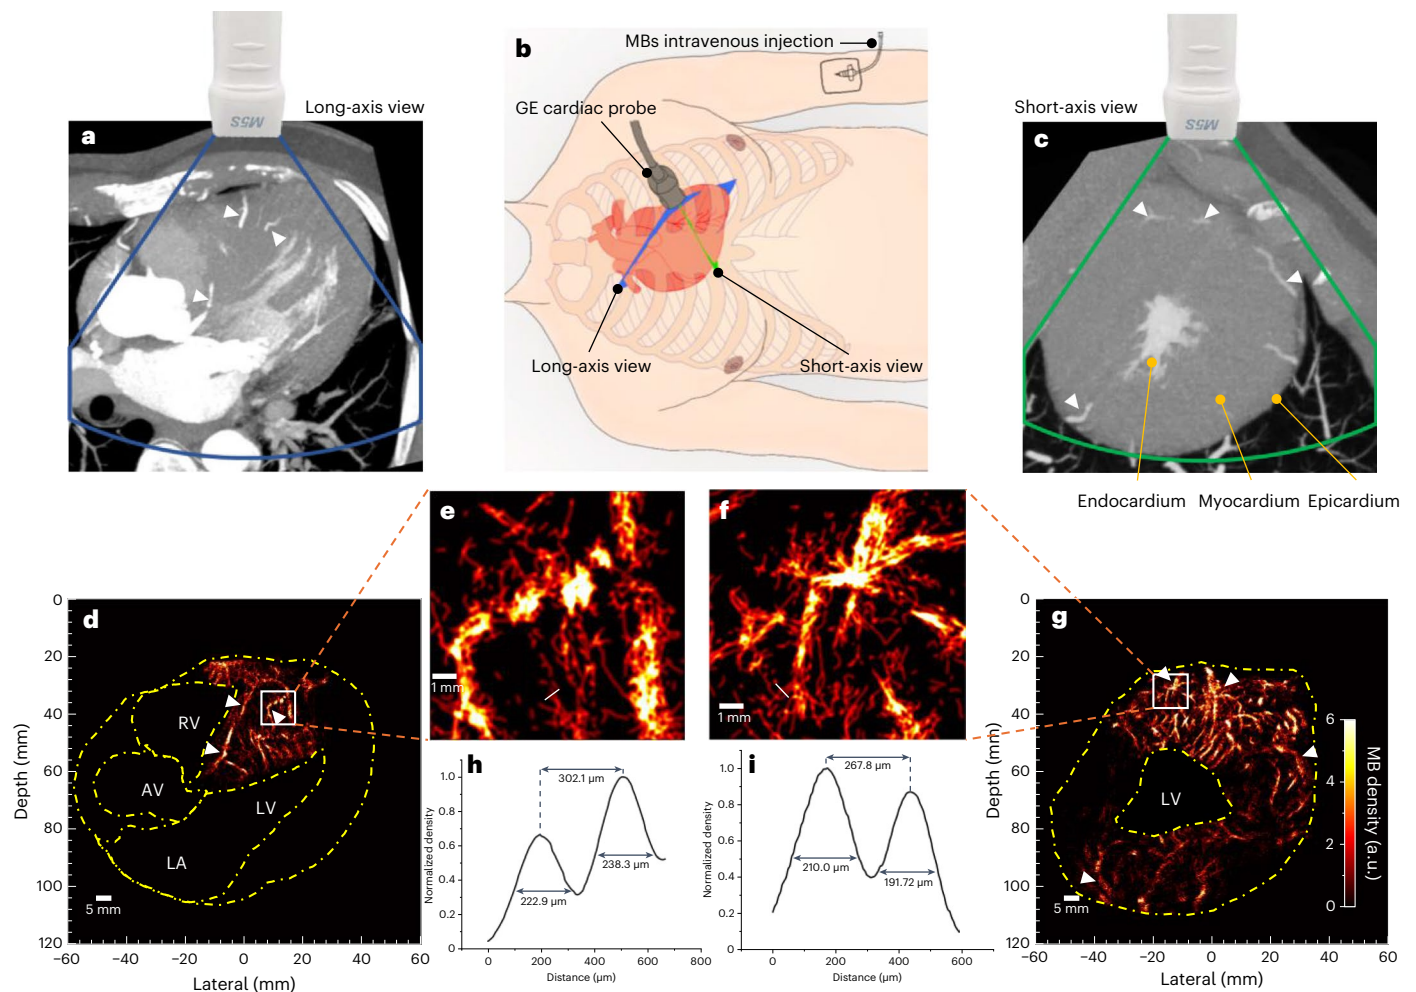 a
Long-axis view
M5S
b
MBs intravenous injection
GE cardiac probe
Long-axis view
Short-axis view
Short-axis view
c
M5S
Endocardium Myocardium Epicardium
d
0
20
40
60
80
100
120
Depth (mm)
−60 −40 −20 0 20 40 60
Lateral (mm)
RV
AV
LV
LA
5 mm
e
1 mm
f
1 mm
g
0
20
40
60
80
100
120
Depth (mm)
−60 −40 −20 0 20 40 60
Lateral (mm)
LV
5 mm
6
4
2
0
MB density (a.u.)
h
302.1 µm
238.3 µm
222.9 µm
1.0
0.8
0.6
0.4
0.2
0
Normalized density
0 200 400 600 800
Distance (µm)
i
267.8 µm
210.0 µm
191.72 µm
1.0
0.8
0.6
0.4
0.2
0
Normalized density
0 200 400 600
Distance (µm)